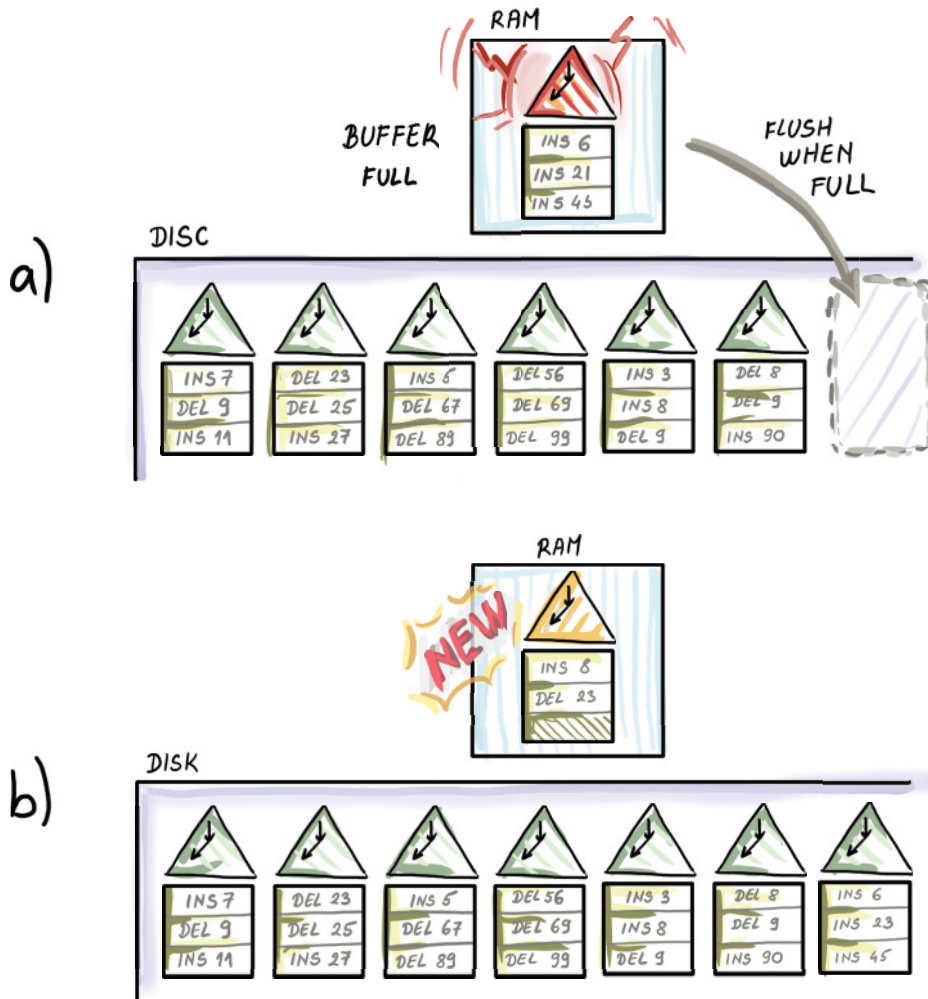 RAM
BUFFER
FULL
INS 6
INS 21
INS 45
FLUSH
WHEN
FULL
a)
DISC
INS 7
DEL 9
INS 11
DEL 23
DEL 25
INS 27
INS 5
DEL 67
DEL 89
DEL 56
DEL 69
DEL 99
INS 3
INS 8
DEL 9
DEL 8
DEL 9
INS 90
RAM
NEW
INS 8
DEL 23
b)
DISK
INS 7
DEL 9
INS 11
DEL 23
DEL 25
INS 27
INS 5
DEL 67
DEL 89
DEL 56
DEL 69
DEL 99
INS 3
INS 8
DEL 9
DEL 8
DEL 9
INS 90
INS 6
INS 23
INS 45